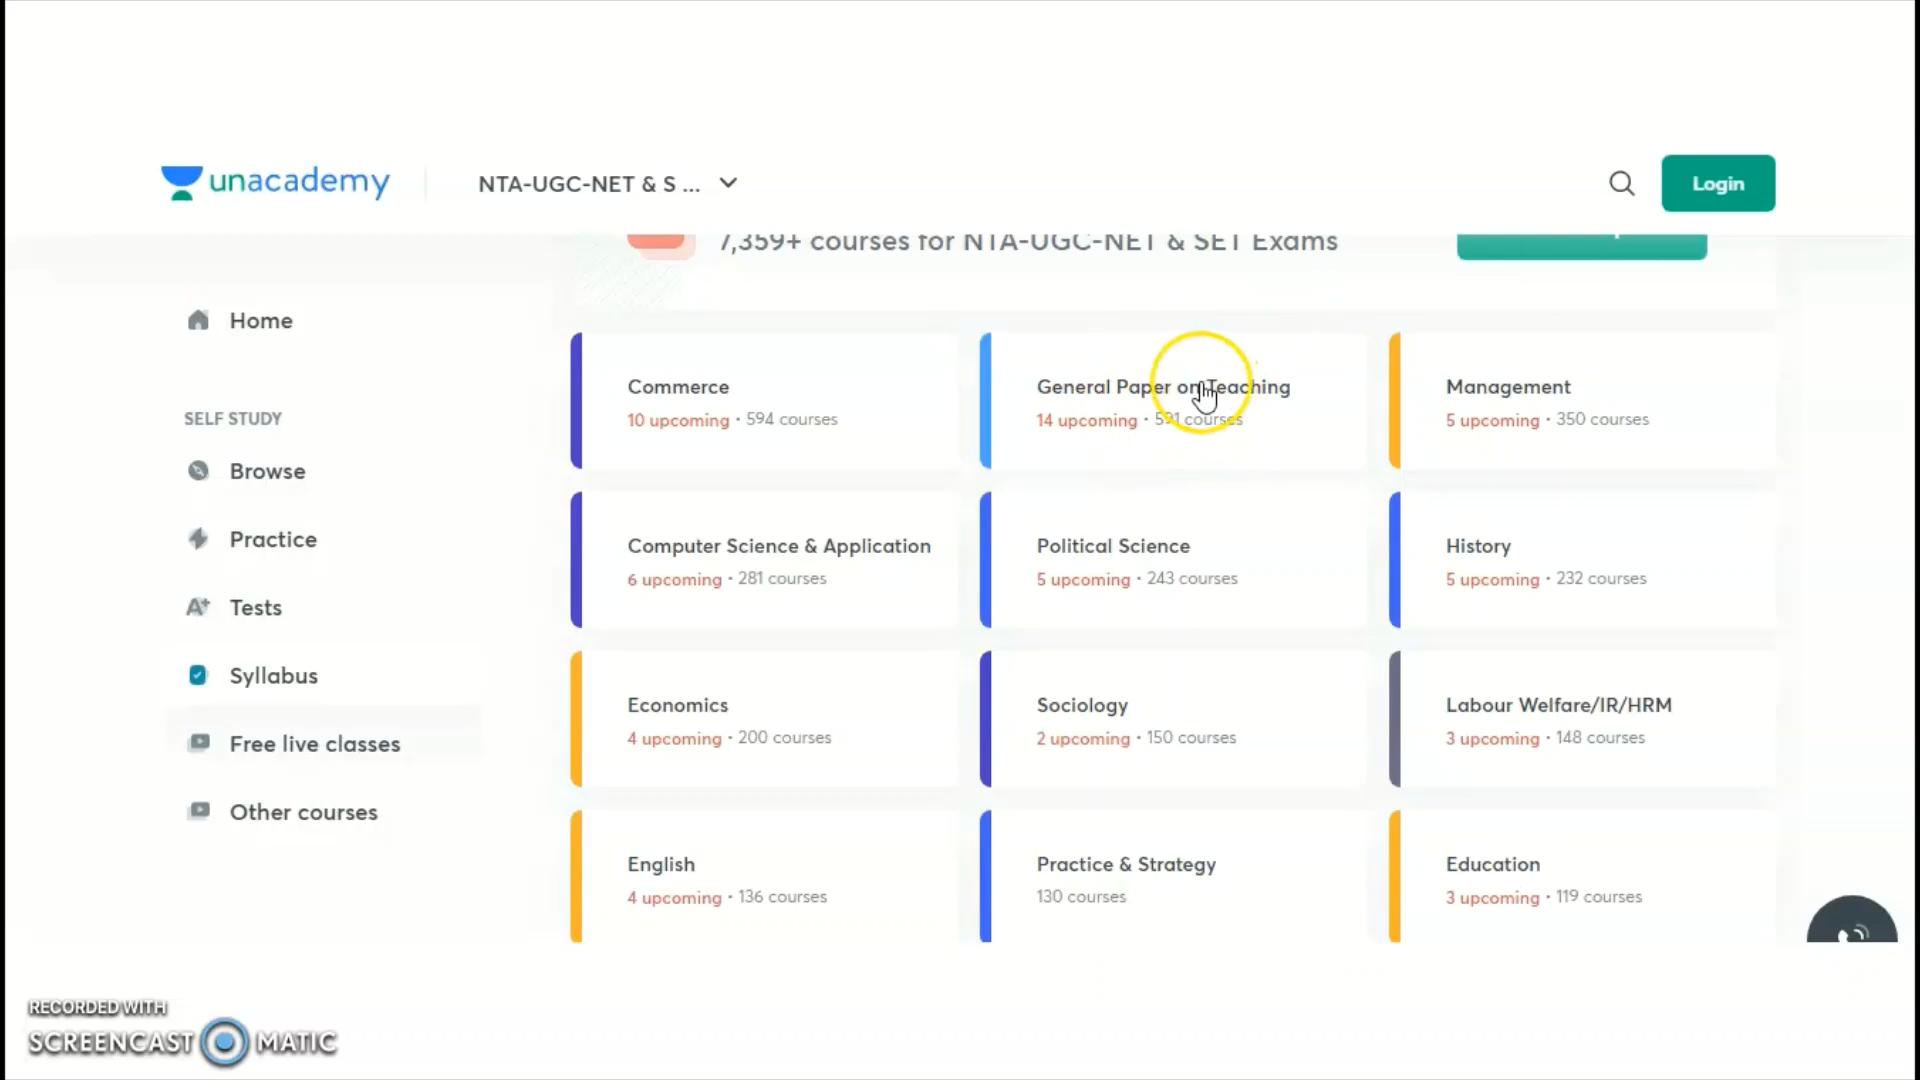 unacademy
NTA-UGC-NET & S ...
Login
7,359+ courses for NTA-UGC-NET & SET Exams
Home
SELF STUDY
Browse
Practice
Tests
Syllabus
Free live classes
Other courses
Commerce
10 upcoming · 594 courses
General Paper on Teaching
14 upcoming · 591 courses
Management
5 upcoming · 350 courses
Computer Science & Application
6 upcoming · 281 courses
Political Science
5 upcoming · 243 courses
History
5 upcoming · 232 courses
Economics
4 upcoming · 200 courses
Sociology
2 upcoming · 150 courses
Labour Welfare/IR/HRM
3 upcoming · 148 courses
English
4 upcoming · 136 courses
Practice & Strategy
130 courses
Education
3 upcoming · 119 courses
RECORDED WITH
SCREENCAST MATIC